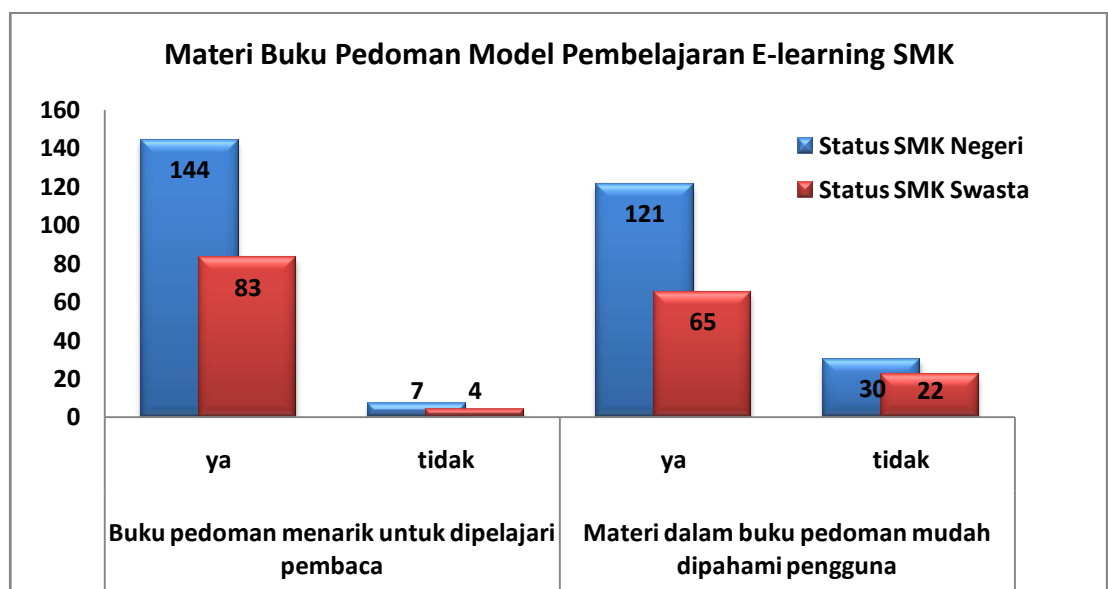 Materi Buku Pedoman Model Pembelajaran E-learning SMK
160
140
120
100
80
60
40
20
0
Status SMK Negeri
Status SMK Swasta
144
83
7
4
121
65
30
22
ya
tidak
ya
tidak
Buku pedoman menarik untuk dipelajari
pembaca
Materi dalam buku pedoman mudah
dipahami pengguna